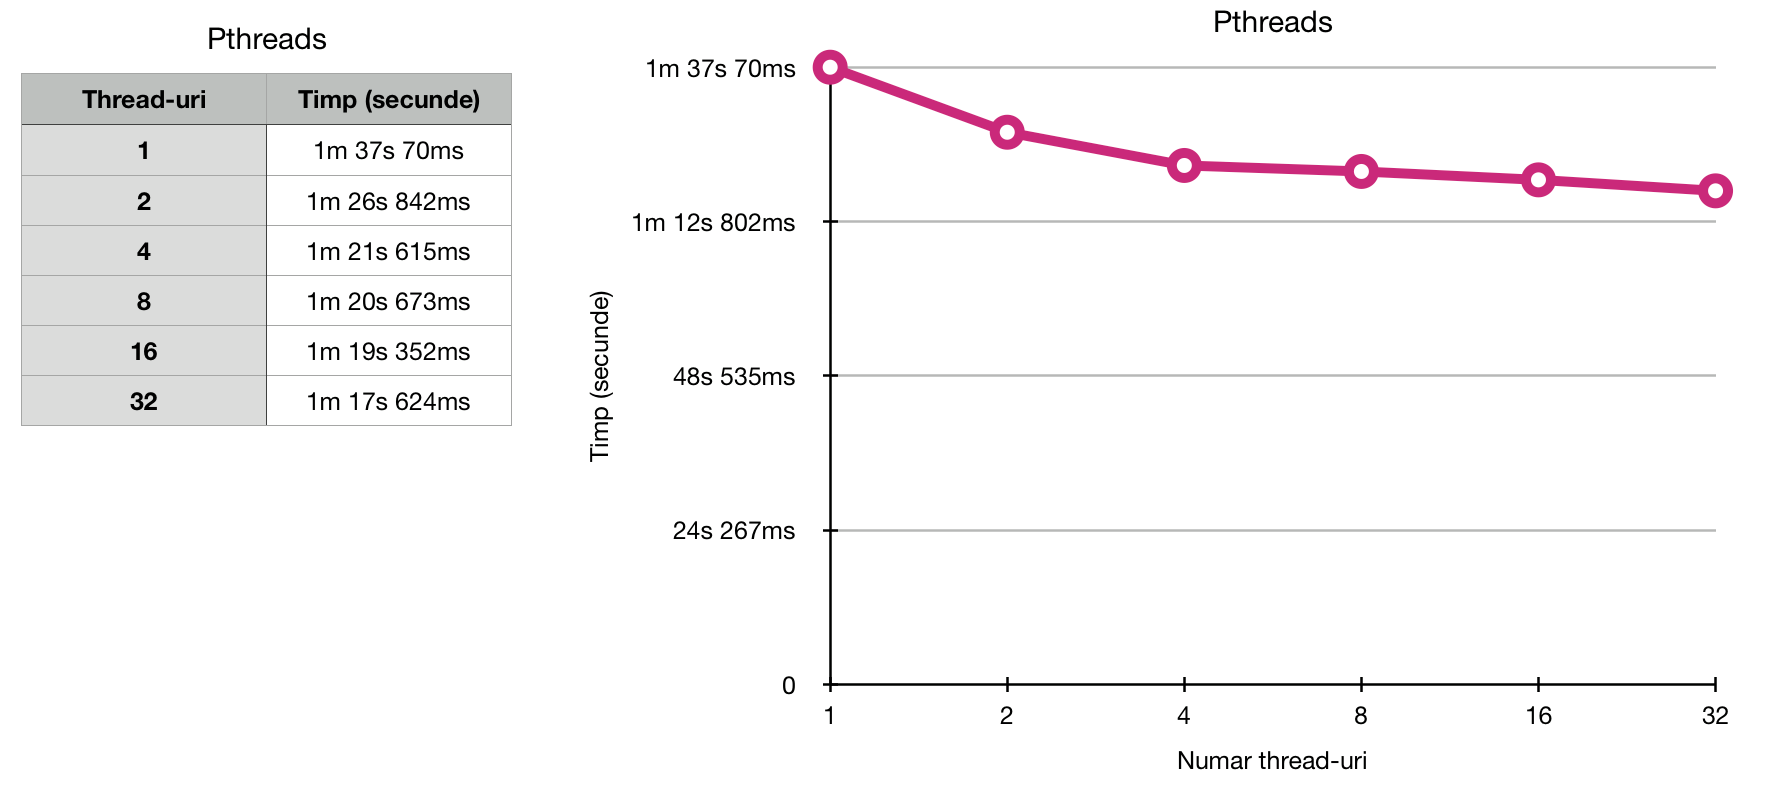 Pthreads
Thread-uri Timp (secunde)
1 1m 37s 70ms
2 1m 26s 842ms
4 1m 21s 615ms
8 1m 20s 673ms
16 1m 19s 352ms
32 1m 17s 624ms
Pthreads
Timp (secunde)
1m 37s 70ms
1m 12s 802ms
48s 535ms
24s 267ms
0
1 2 4 8 16 32
Numar thread-uri